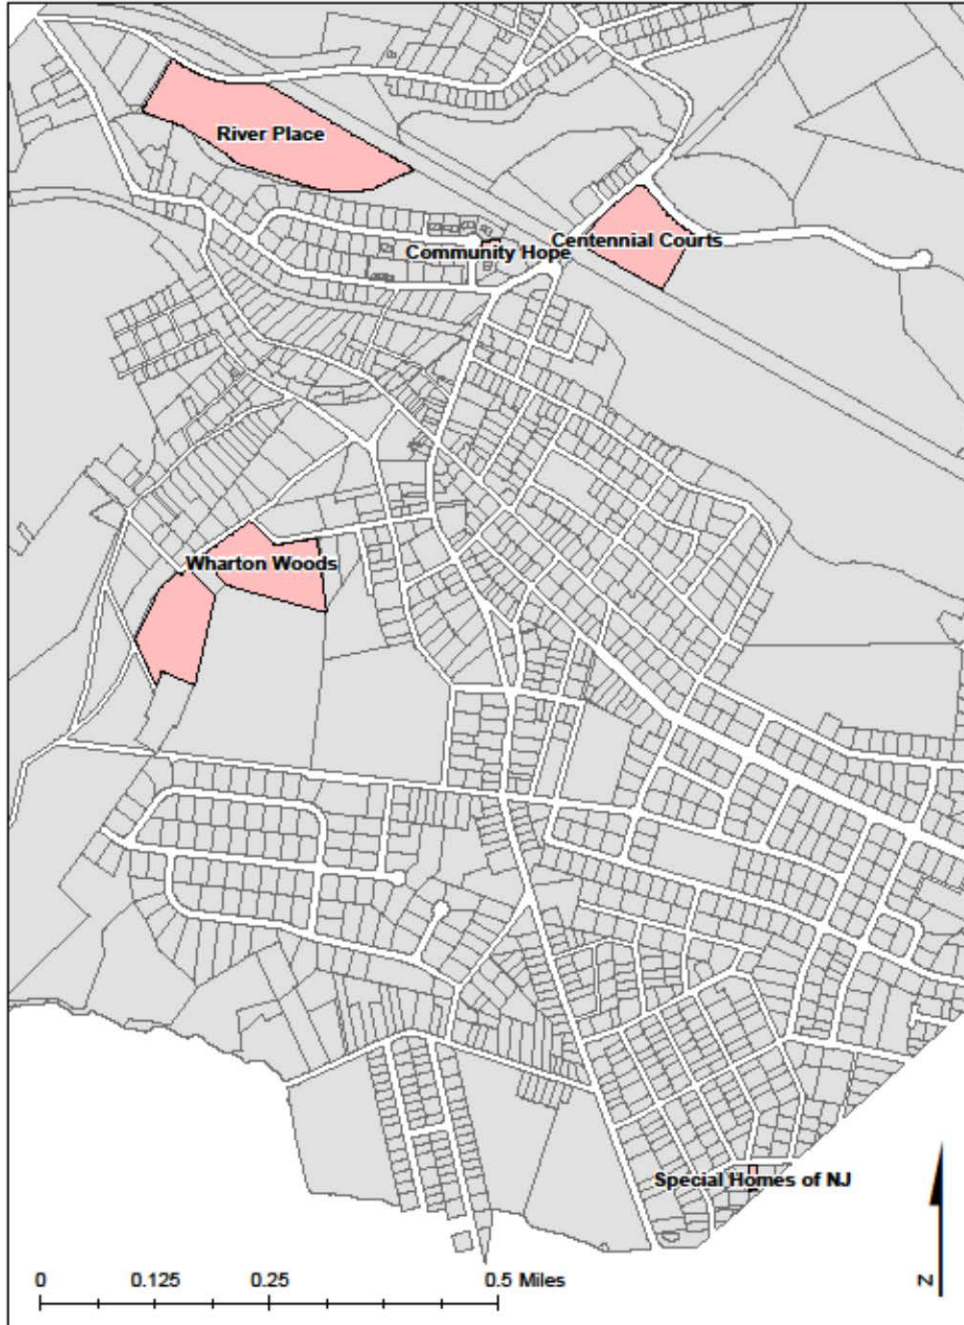 River Place
Community Hope
Centennial Courts
Wharton Woods
Special Homes of NJ
0 0.125 0.25 0.5 Miles
N